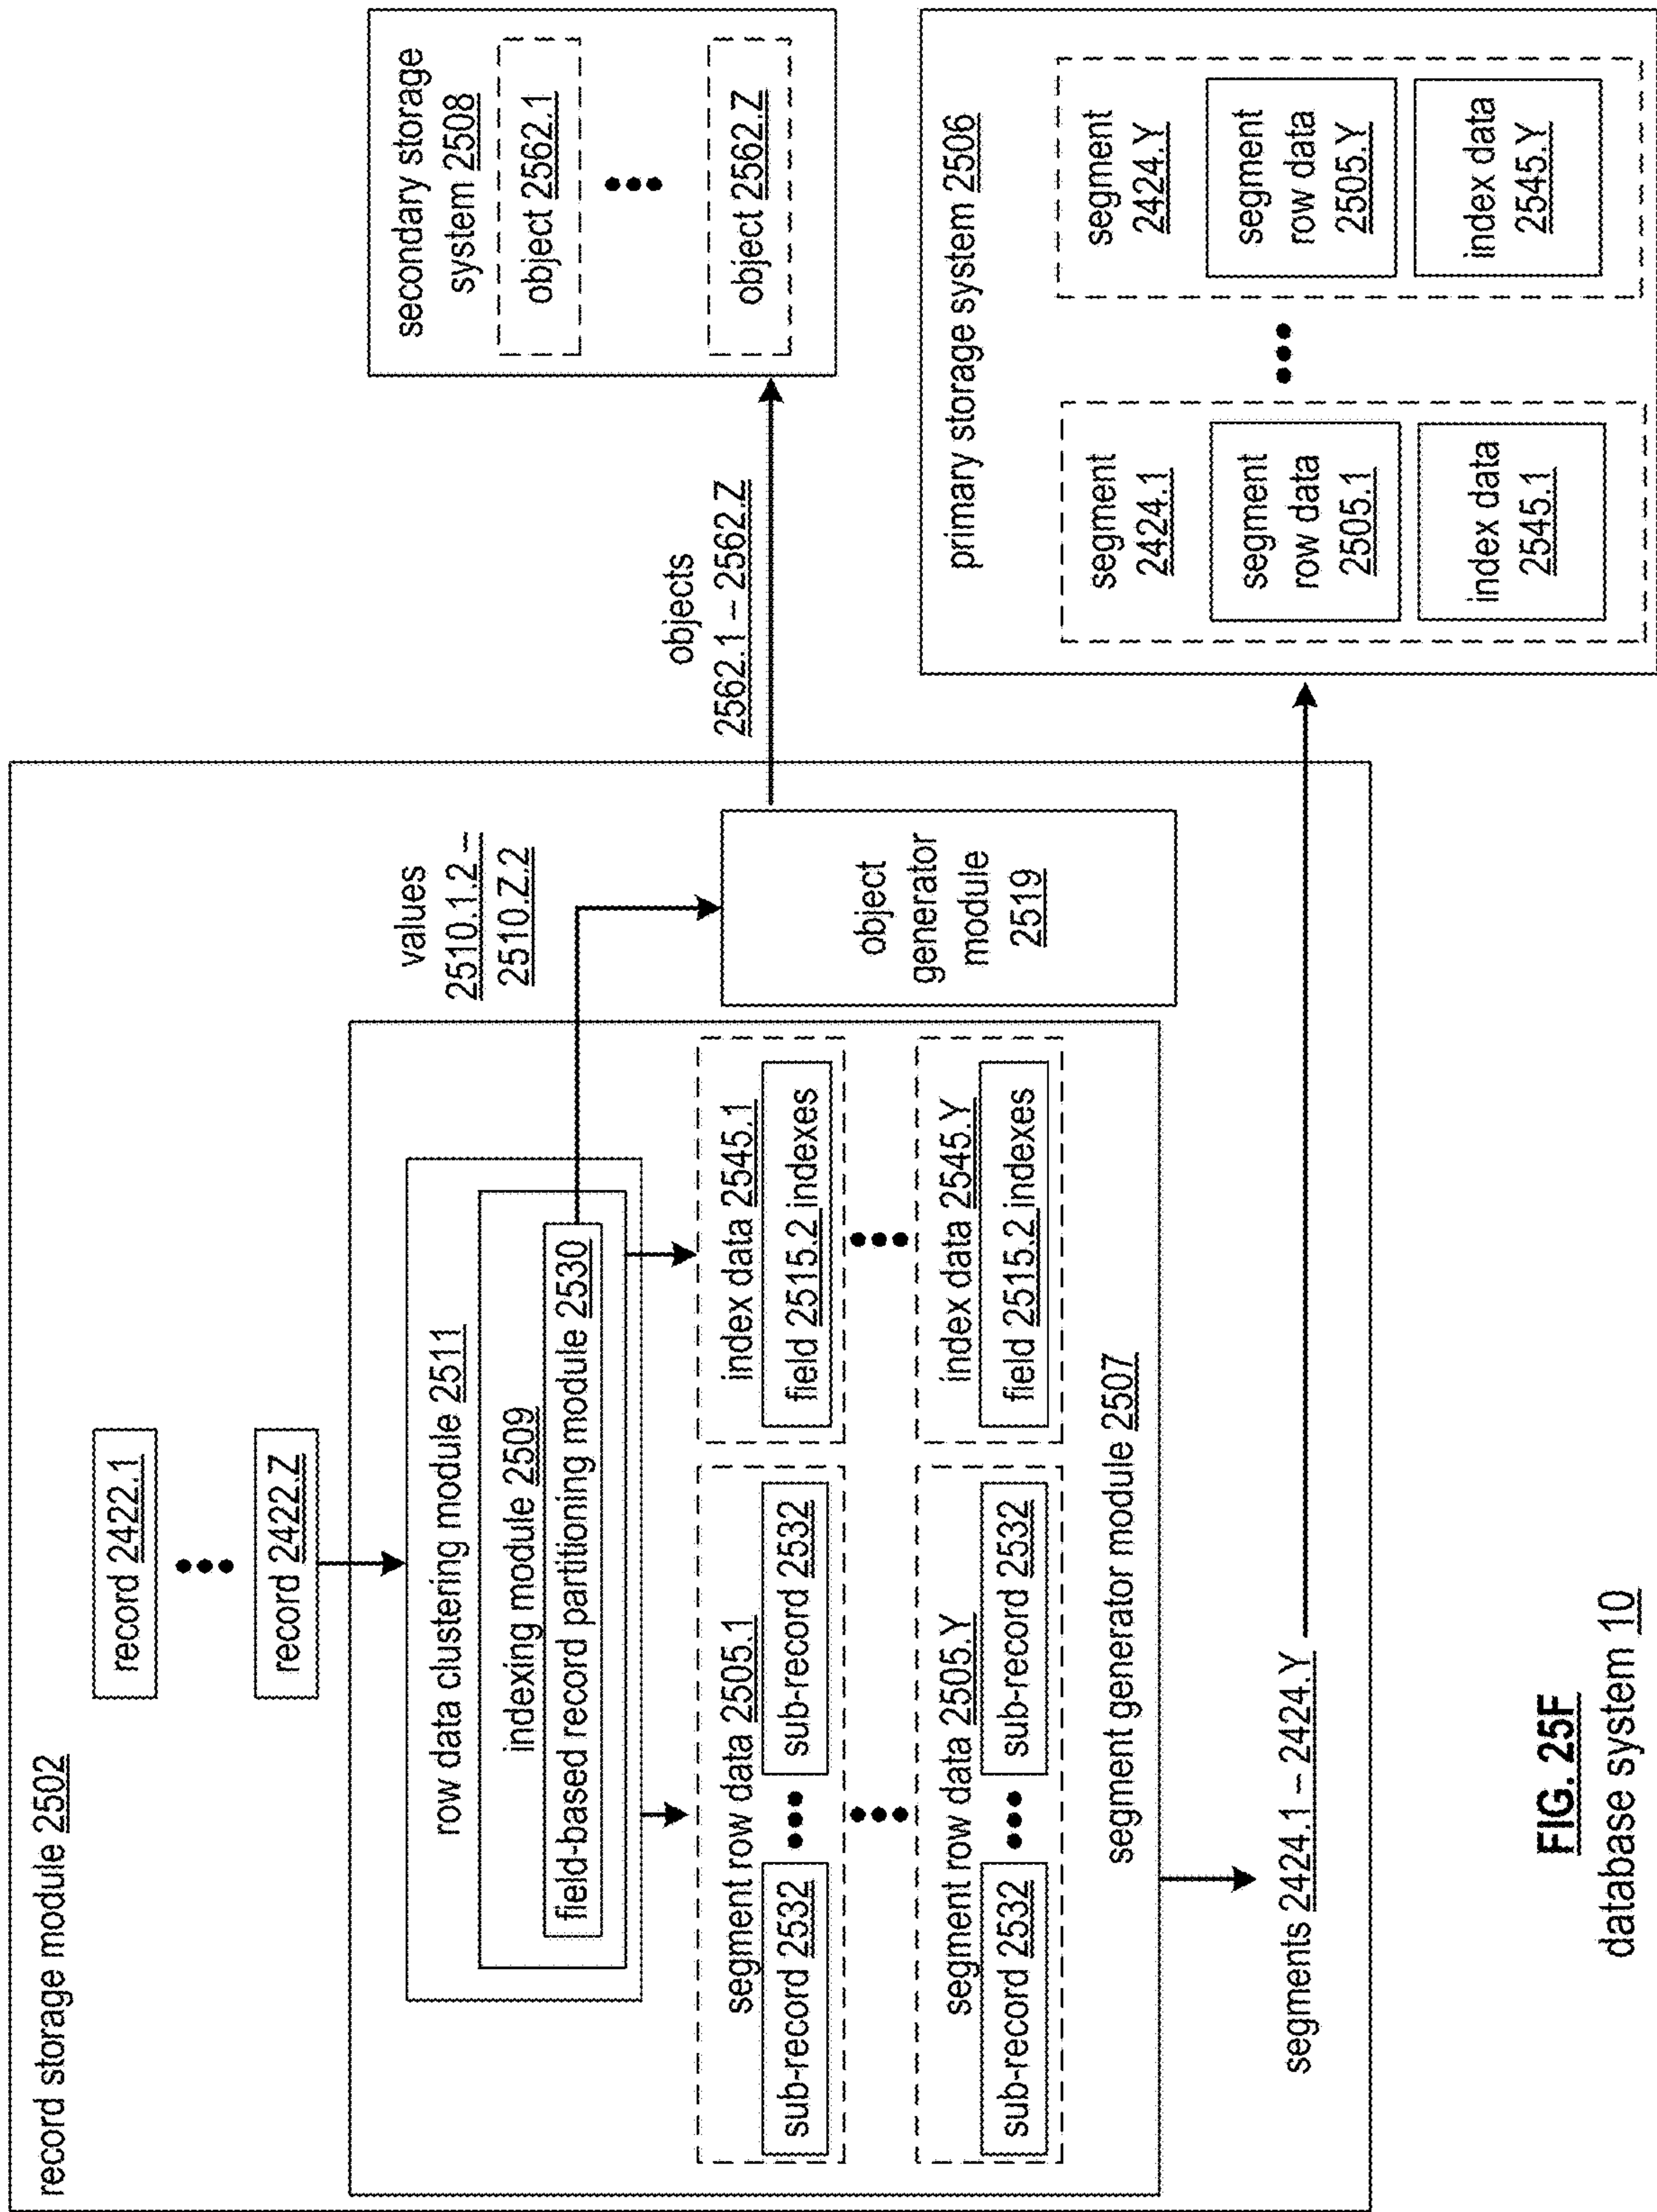 record storage module 2502
record 2422.1
record 2422.Z
row data clustering module 2511
indexing module 2509
field-based record partitioning module 2530
values
2510.1.2 –
2510.Z.2
segment row data 2505.1
sub-record 2532
sub-record 2532
index data 2545.1
field 2515.2 indexes
segment row data 2505.Y
sub-record 2532
sub-record 2532
index data 2545.Y
field 2515.2 indexes
segment generator module 2507
object
generator
module
2519
segments 2424.1 – 2424.Y
objects
2562.1 – 2562.Z
secondary storage
system 2508
object 2562.1
object 2562.Z
primary storage system 2506
segment
2424.1
segment
row data
2505.1
index data
2545.1
segment
2424.Y
segment
row data
2505.Y
index data
2545.Y
FIG. 25F
database system 10